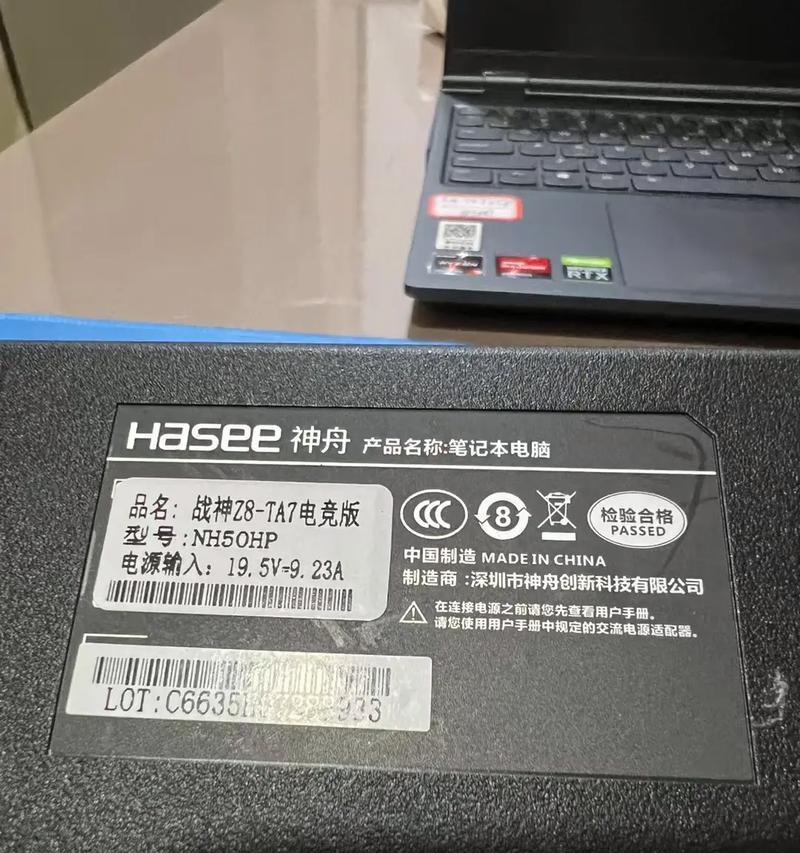 RTX
Hasee 神舟 产品名称:笔记本电脑
品名: 战神Z8-TA7电竞版
型号:NH50HP
电源输入: 19.5V=9.23A
8
检验合格
PASSED
中国制造 MADE IN CHINA
制造商:深圳市神舟创新科技有限公司
在连接电源之前请您先查看用户手册。
请您使用用户手册中规定的交流电源适配器。